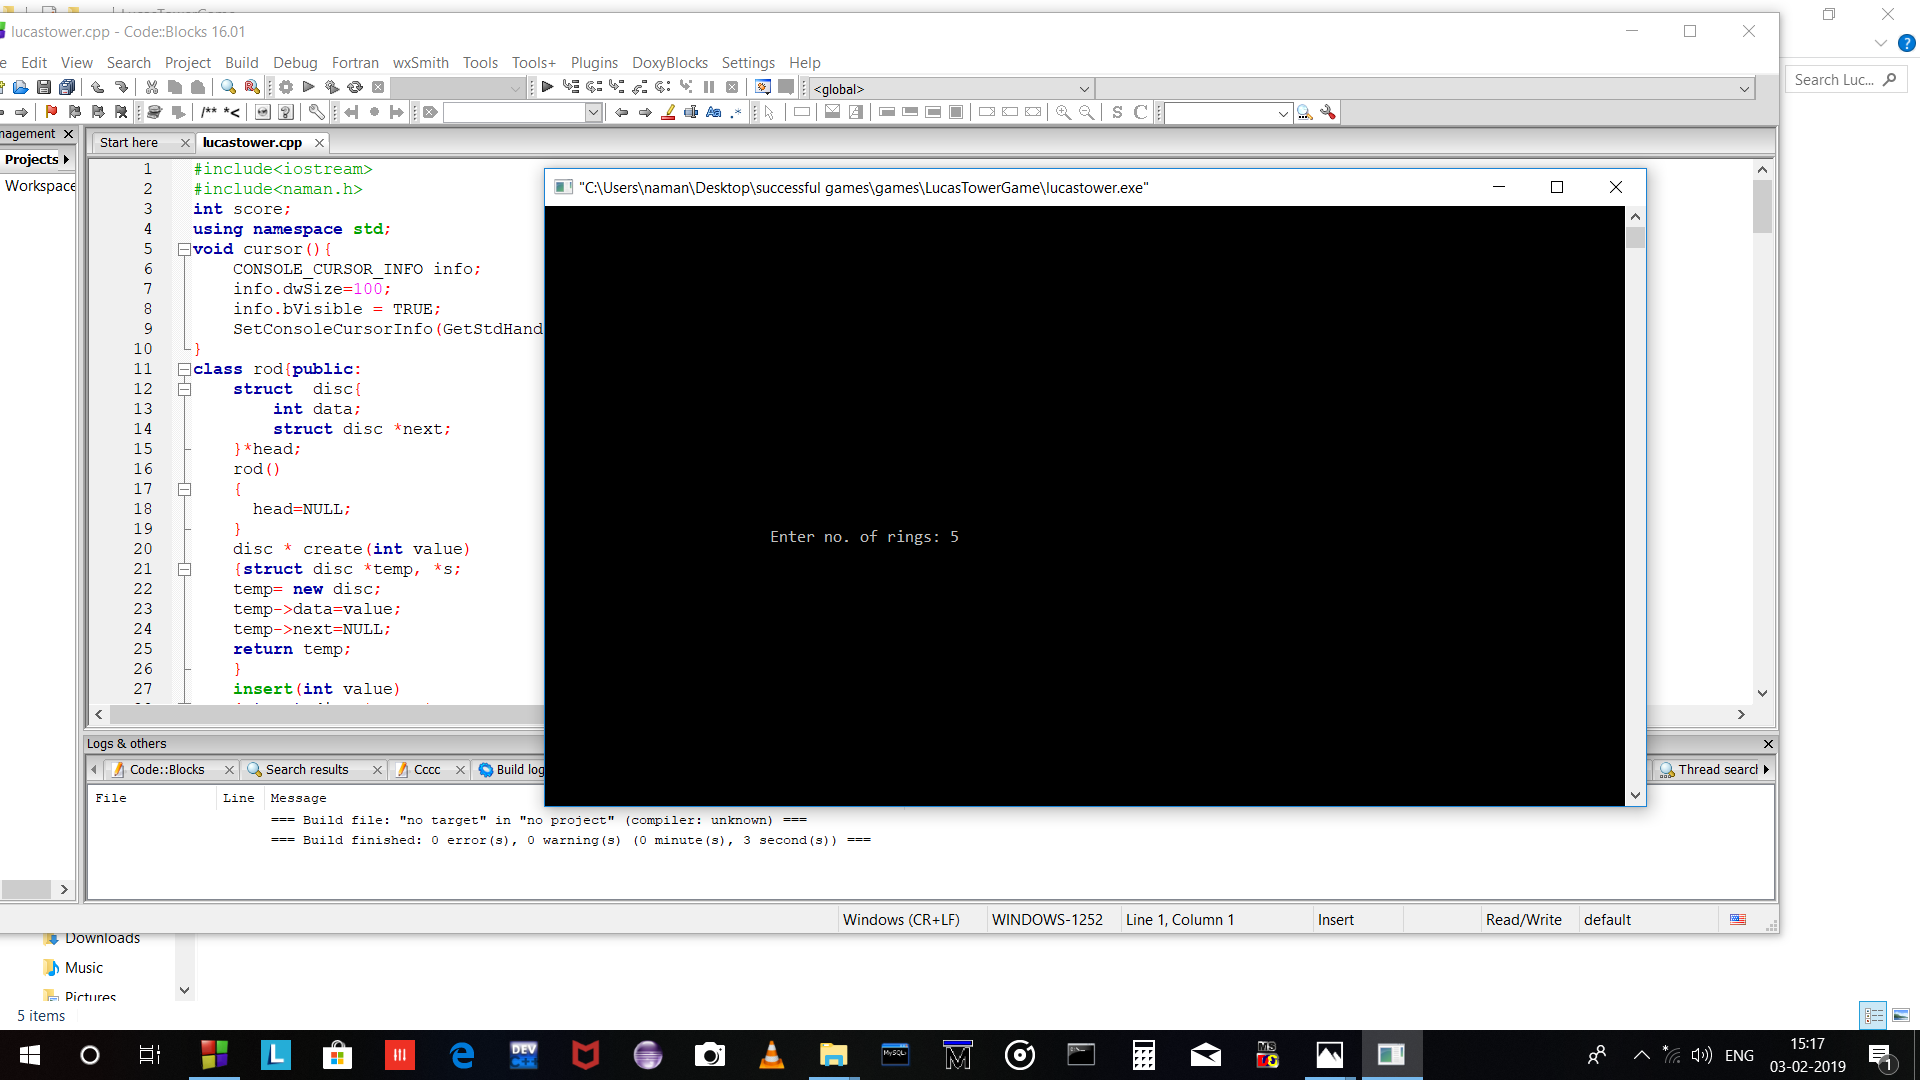 lucastower.cpp - Code::Blocks 16.01
Edit View Search Project Build Debug Fortran wxSmith Tools Tools+ Plugins DoxyBlocks Settings Help
Search Luc...
<global>
/** *<
S C
nagement
Projects
Workspace
Start here
lucastower.cpp
1 #include<iostream>
2 #include<naman.h>
3 int score;
4 using namespace std;
5 void cursor(){
6 CONSOLE_CURSOR_INFO info;
7 info.dwSize=100;
8 info.bVisible = TRUE;
9 SetConsoleCursorInfo(GetStdHand
10 }
11 class rod{public:
12 struct  disc{
13 int data;
14 struct disc *next;
15 }*head;
16 rod()
17 {
18 head=NULL;
19 }
20 disc * create(int value)
21 {struct disc *temp, *s;
22 temp= new disc;
23 temp->data=value;
24 temp->next=NULL;
25 return temp;
26 }
27 insert(int value)
"C:\Users\naman\Desktop\successful games\games\LucasTowerGame\lucastower.exe"
Enter no. of rings: 5
Logs & others
Code::Blocks
Search results
Cccc
Build log
Thread search
File Line Message
=== Build file: "no target" in "no project" (compiler: unknown) ===
=== Build finished: 0 error(s), 0 warning(s) (0 minute(s), 3 second(s)) ===
Windows (CR+LF) WINDOWS-1252 Line 1, Column 1 Insert Read/Write default
Downloads
Music
Pictures
5 items
L
DEV
MySQL
ENG
15:17
03-02-2019
1